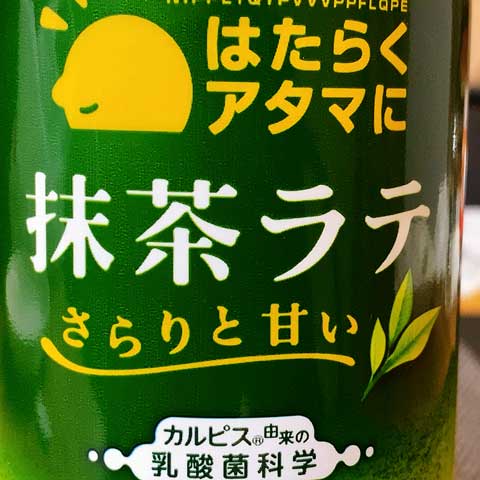 はたらく
アタマに
抹茶ラテ
さらりと甘い
カルピス®由来の
乳酸菌科学